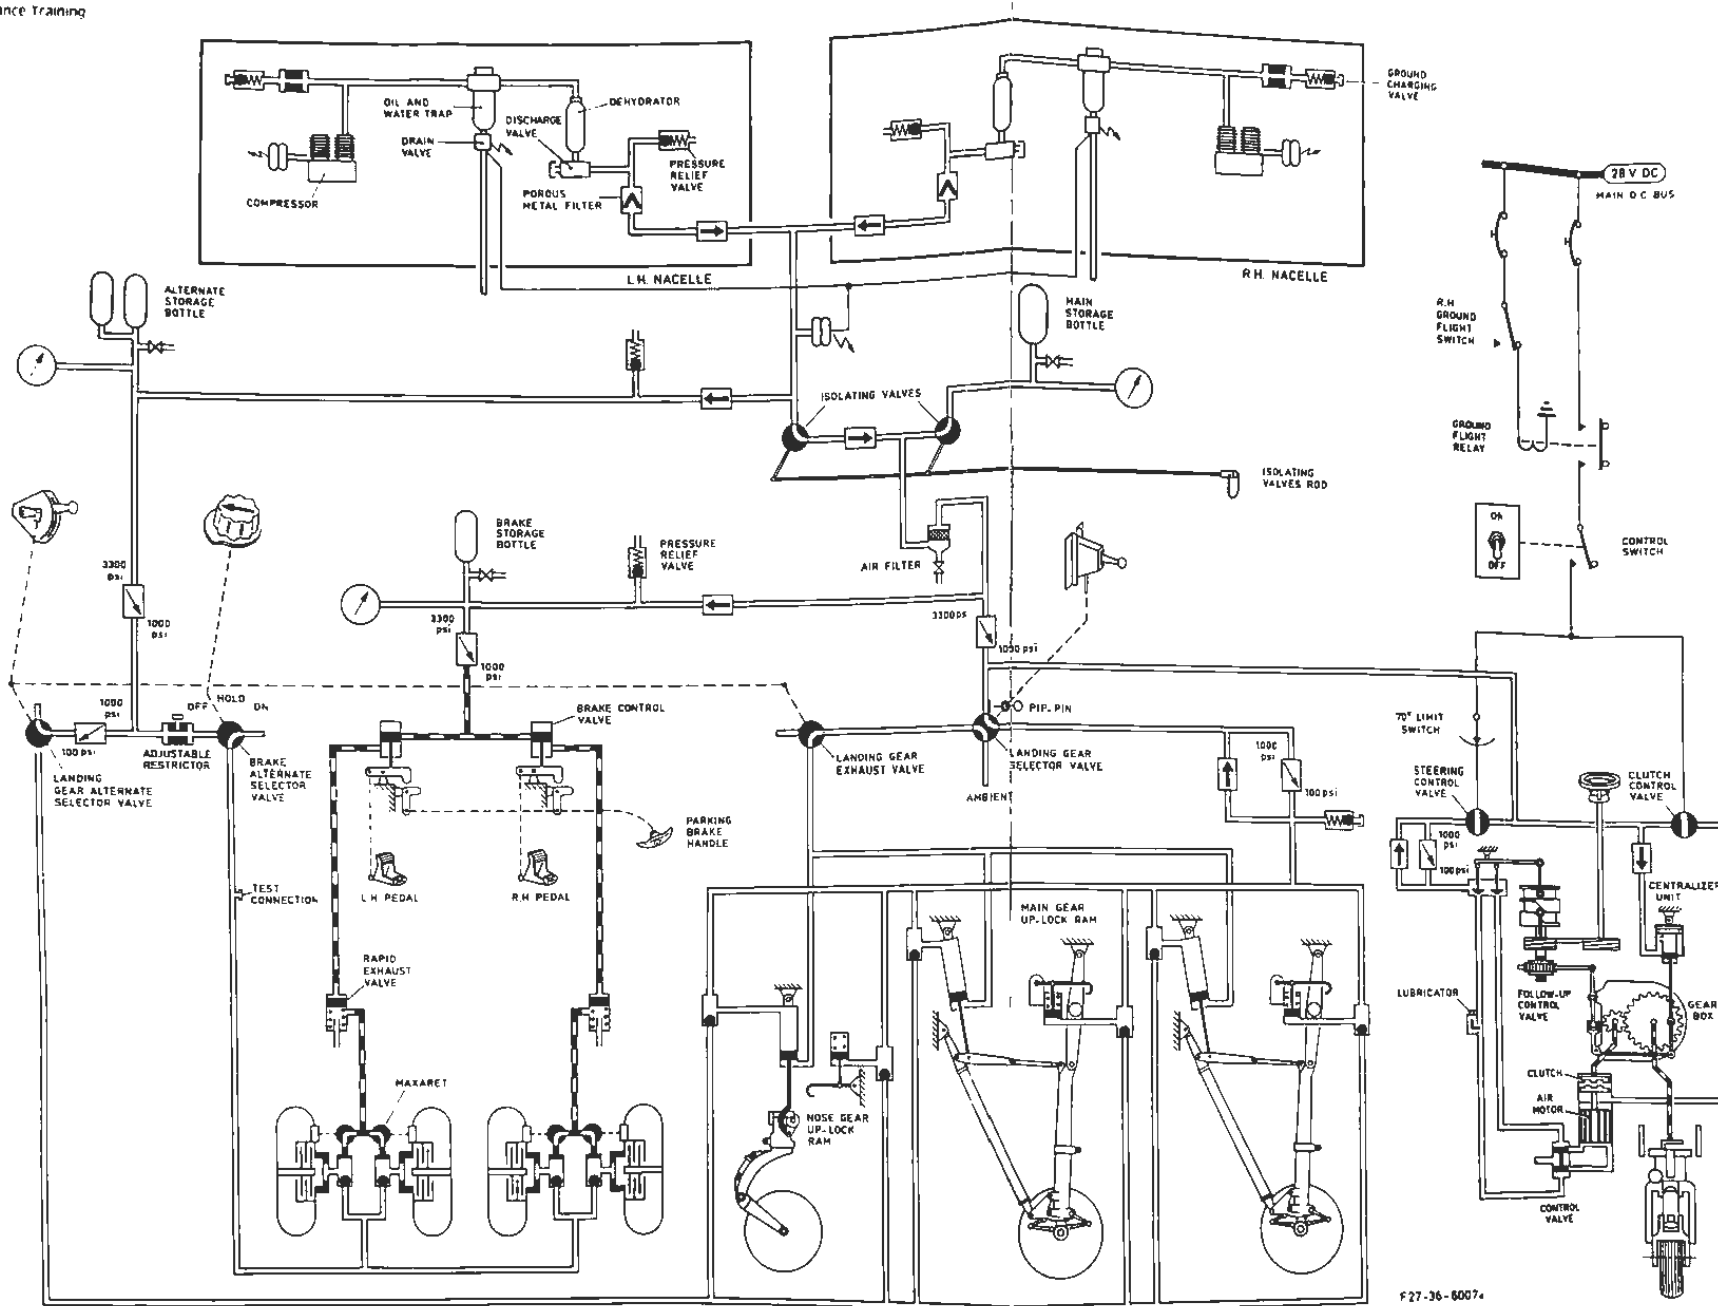 Training
GROUND
CHARGING
VALVE
OIL AND
WATER TRAP
DEHYDRATOR
DISCHARGE
VALVE
DRAIN
VALVE
PRESSURE
RELIEF
VALVE
COMPRESSOR
POROUS
METAL FILTER
28 V DC
MAIN D C BUS
L H. NACELLE
R H. NACELLE
ALTERNATE
STORAGE
BOTTLE
MAIN
STORAGE
BOTTLE
R.H
GROUND
FLIGHT
SWITCH
ISOLATING VALVES
GROUND
FLIGHT
RELAY
ISOLATING
VALVES ROD
BRAKE
STORAGE
BOTTLE
PRESSURE
RELIEF
VALVE
AIR FILTER
ON
OFF
CONTROL
SWITCH
3300
psi
1000
psi
3300
psi
1000
psi
3300 psi
1000 psi
OFF
HOLD
ON
1000
psi
100 psi
ADJUSTABLE
RESTRICTOR
LANDING
GEAR ALTERNATE
SELECTOR VALVE
BRAKE
ALTERNATE
SELECTOR
VALVE
BRAKE CONTROL
VALVE
PIP-PIN
LANDING GEAR
EXHAUST VALVE
LANDING GEAR
SELECTOR VALVE
AMBIENT
1000
psi
100 psi
70° LIMIT
SWITCH
STEERING
CONTROL
VALVE
CLUTCH
CONTROL
VALVE
PARKING
BRAKE
HANDLE
1000
psi
100 psi
TEST
CONNECTION
L H PEDAL
R.H PEDAL
CENTRALIZER
UNIT
MAIN GEAR
UP-LOCK RAM
RAPID
EXHAUST
VALVE
LUBRICATOR
FOLLOW-UP
CONTROL
VALVE
GEAR
BOX
MAXARET
CLUTCH
AIR
MOTOR
NOSE GEAR
UP-LOCK
RAM
CONTROL
VALVE